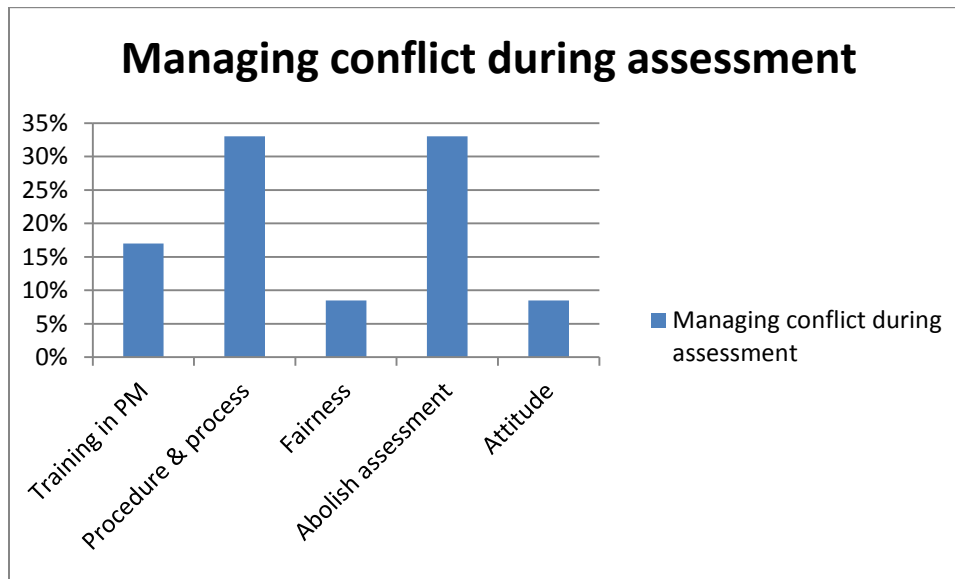 Managing conflict during assessment
35%
30%
25%
20%
15%
10%
5%
0%
Training in PM
Procedure & process
Fairness
Abolish assessment
Attitude
Managing conflict during
assessment